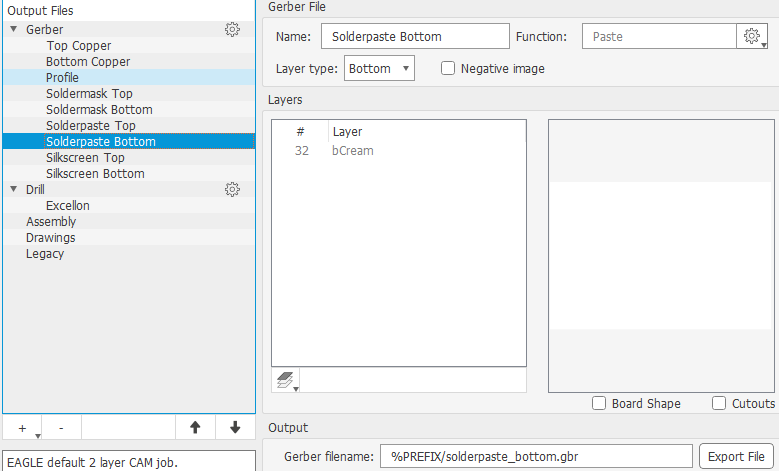 Output Files
Gerber
Top Copper
Bottom Copper
Profile
Soldermask Top
Soldermask Bottom
Solderpaste Top
Solderpaste Bottom
Silkscreen Top
Silkscreen Bottom
Drill
Excellon
Assembly
Drawings
Legacy
+ -
EAGLE default 2 layer CAM job.
Gerber File
Name: Solderpaste Bottom Function: Paste
Layer type: Bottom Negative image
Layers
# Layer
32 bCream
Board Shape Cutouts
Output
Gerber filename: %PREFIX/solderpaste_bottom.gbr Export File